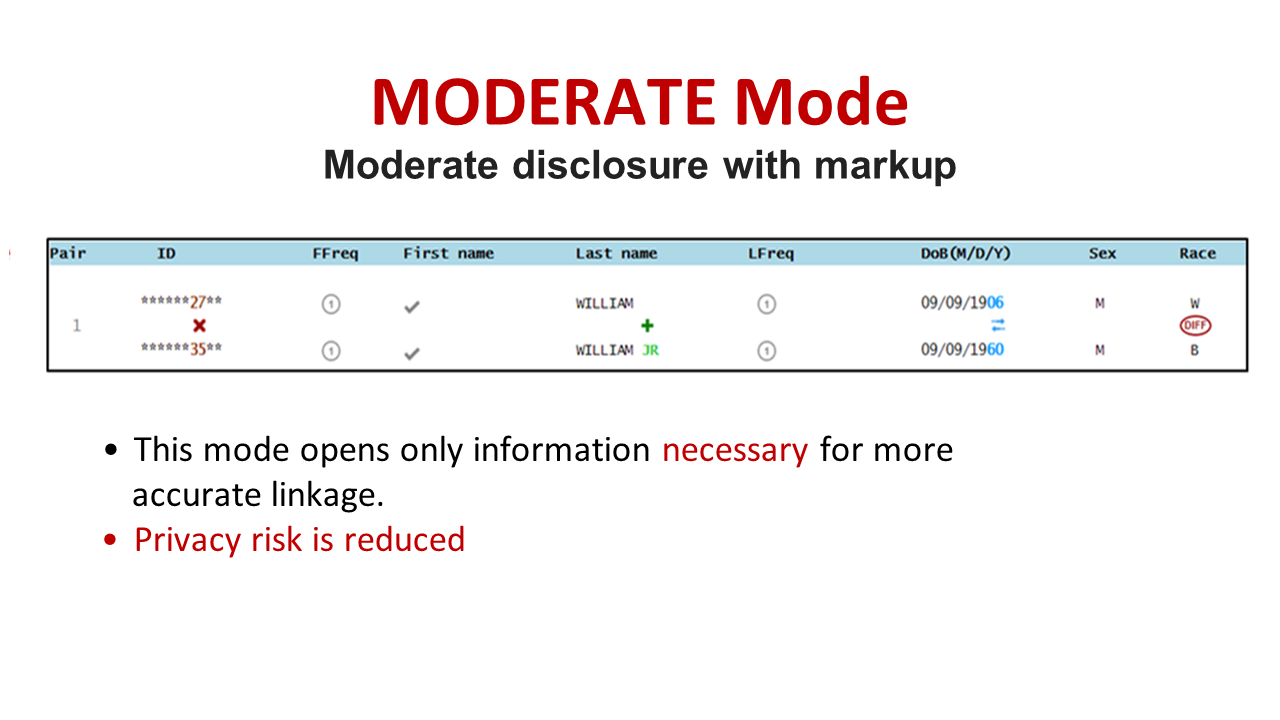 MODERATE Mode
Moderate disclosure with markup
Pair ID FFreq First name Last name LFreq DoB(M/D/Y) Sex Race
******27** 1 ✓ WILLIAM 1 09/09/1906 M W
1 ✖ + ⇄ DIFF
******35** 1 ✓ WILLIAM JR 1 09/09/1960 M B
• This mode opens only information necessary for more
accurate linkage.
• Privacy risk is reduced